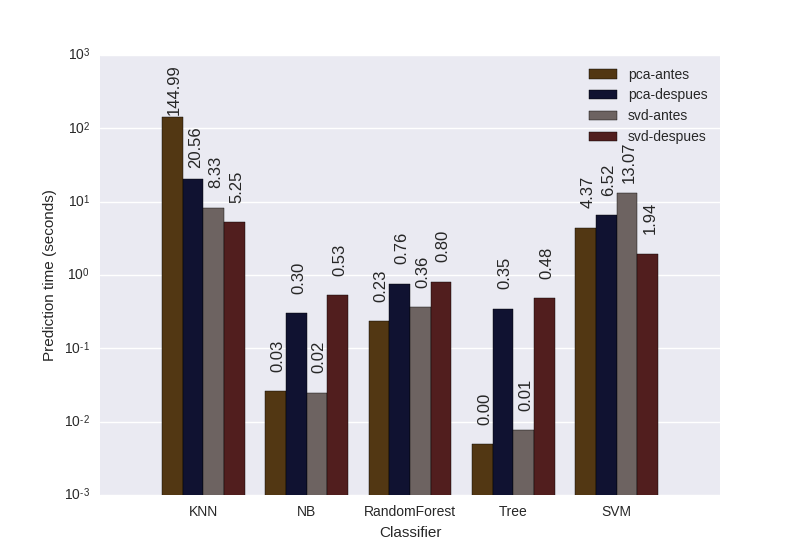 10³
10²
10¹
10⁰
10⁻¹
10⁻²
10⁻³
Prediction time (seconds)
144.99
20.56
8.33
5.25
0.03
0.30
0.02
0.53
0.23
0.76
0.36
0.80
0.00
0.35
0.01
0.48
4.37
6.52
13.07
1.94
pca-antes
pca-despues
svd-antes
svd-despues
KNN
NB
RandomForest
Tree
SVM
Classifier